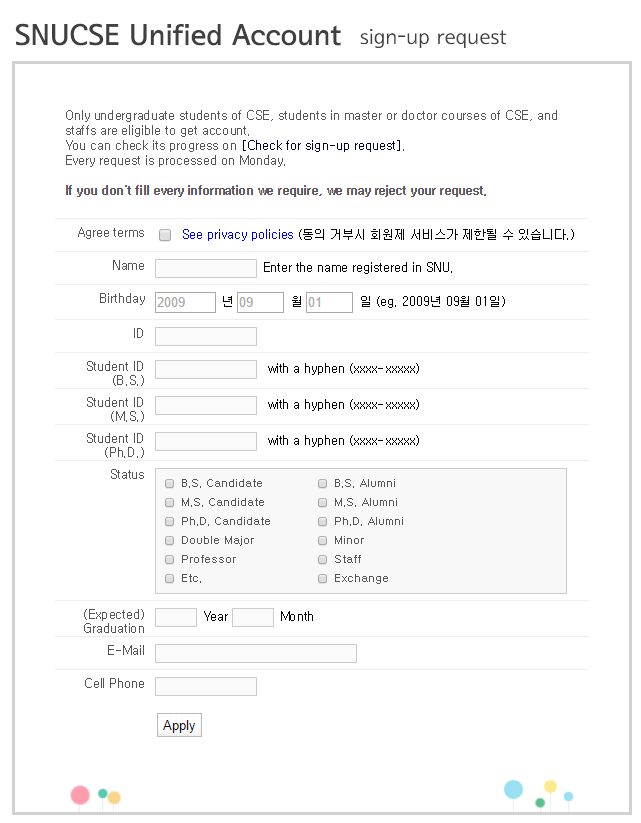 SNUCSE Unified Account sign-up request
Only undergraduate students of CSE, students in master or doctor courses of CSE, and
staffs are eligible to get account.
You can check its progress on [Check for sign-up request].
Every request is processed on Monday.
If you don't fill every information we require, we may reject your request.
Agree terms See privacy policies (동의 거부시 회원제 서비스가 제한될 수 있습니다.)
Name Enter the name registered in SNU.
Birthday 2009 년 09 월 01 일 (eg. 2009년 09월 01일)
ID
Student ID
(B.S.) with a hyphen (xxxx-xxxxx)
Student ID
(M.S.) with a hyphen (xxxx-xxxxx)
Student ID
(Ph.D.) with a hyphen (xxxx-xxxxx)
Status
B.S. Candidate B.S. Alumni
M.S. Candidate M.S. Alumni
Ph.D. Candidate Ph.D. Alumni
Double Major Minor
Professor Staff
Etc. Exchange
(Expected)
Graduation Year Month
E-Mail
Cell Phone
Apply